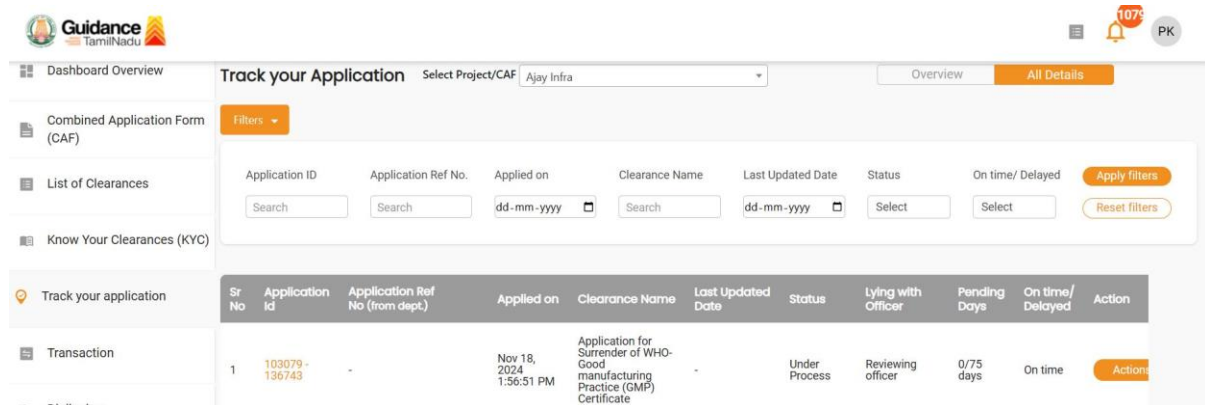 Guidance
TamilNadu
1079
PK
Dashboard Overview
Combined Application Form
(CAF)
List of Clearances
Know Your Clearances (KYC)
Track your application
Transaction
Track your Application
Select Project/CAF
Ajay Infra
Overview
All Details
Filters
Application ID
Application Ref No.
Applied on
Clearance Name
Last Updated Date
Status
On time/ Delayed
Apply filters
Search
Search
dd-mm-yyyy
Search
dd-mm-yyyy
Select
Select
Reset filters
Sr
No
Application
Id
Application Ref
No (from dept.)
Applied on
Clearance Name
Last Updated
Date
Status
Lying with
Officer
Pending
Days
On time/
Delayed
Action
1
103079 -
136743
-
Nov 18,
2024
1:56:51 PM
Application for
Surrender of WHO-
Good
manufacturing
Practice (GMP)
Certificate
-
Under
Process
Reviewing
officer
0/75
days
On time
Actions